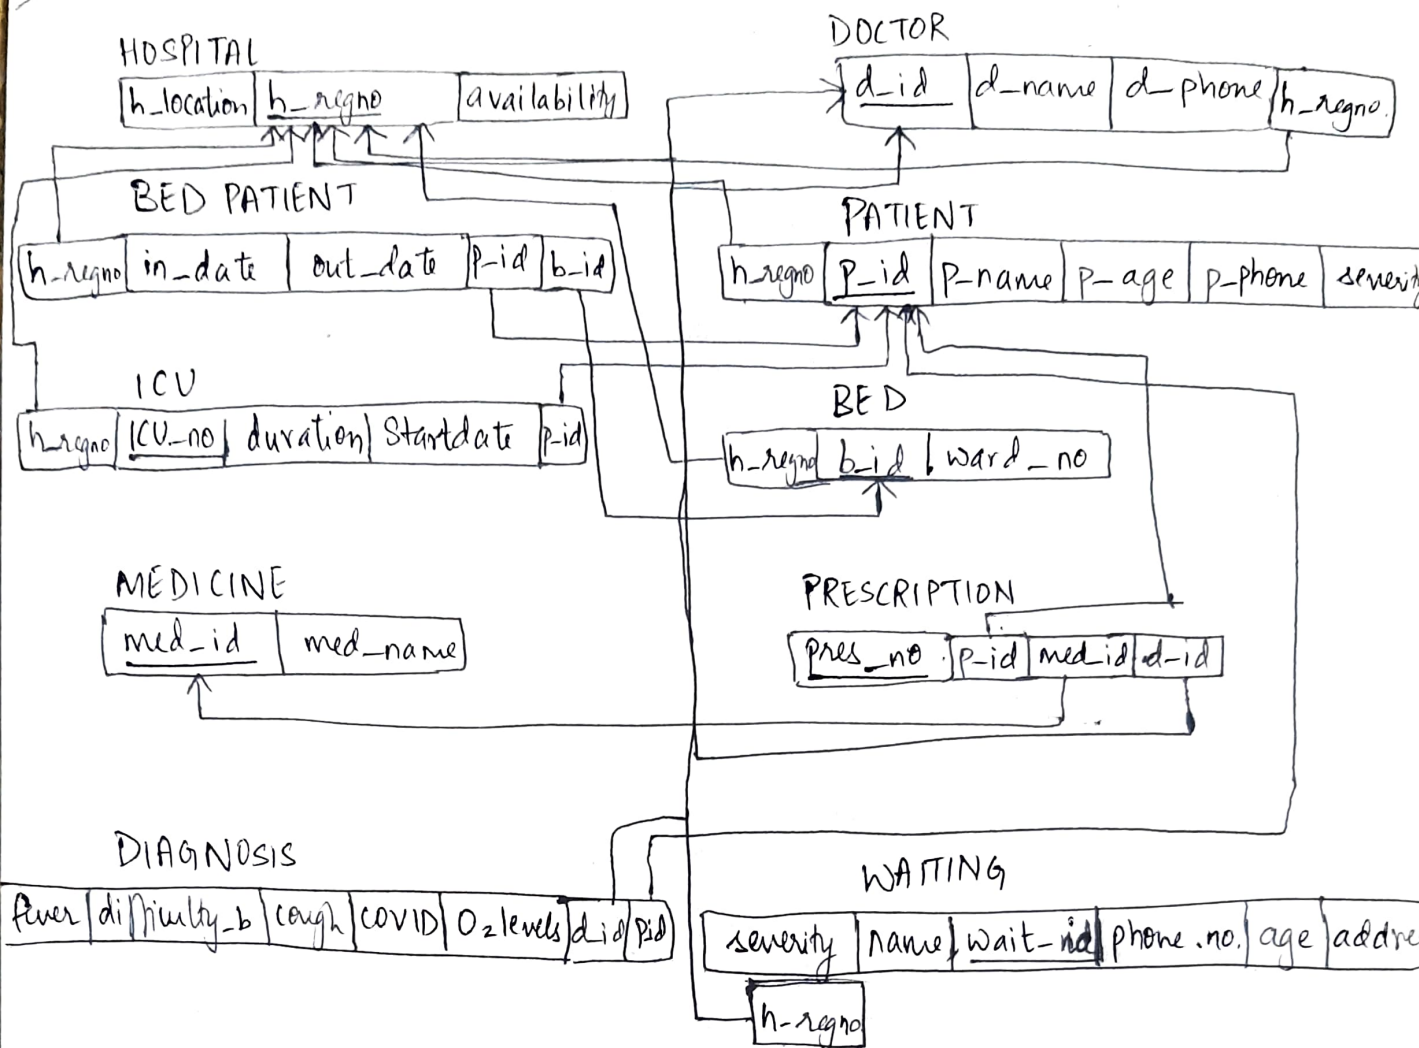 HOSPITAL
h_location h_regno availability
DOCTOR
d_id d_name d_phone h_regno.
BED PATIENT
h_regno in_date out_date p_id b_id
PATIENT
h_regno p_id p_name p_age p_phone severity
ICU
h_regno ICU_no duration Startdate p_id
BED
h_regno b_id ward_no
MEDICINE
med_id med_name
PRESCRIPTION
pres_no p_id med_id d_id
DIAGNOSIS
fever difficulty_b cough COVID O2 levels d_id pid
WAITING
severity name wait_id phone.no. age addre
h_regno